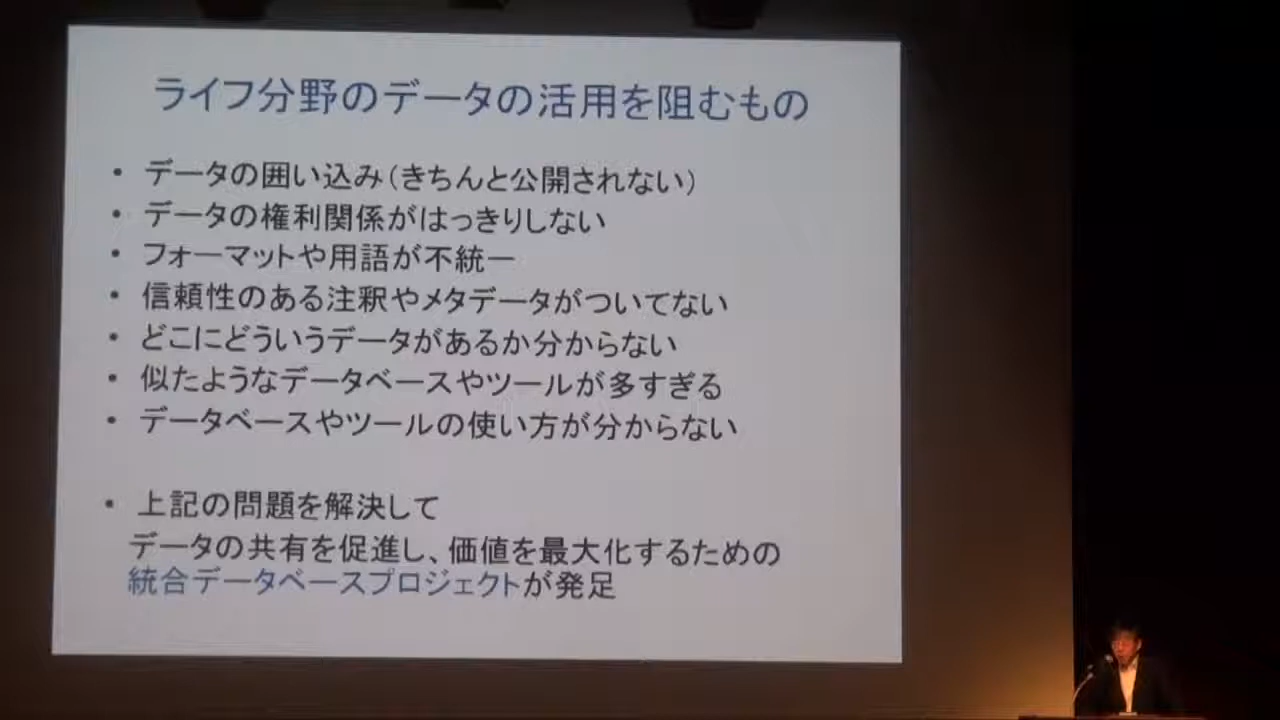 ライフ分野のデータの活用を阻むもの
• データの囲い込み（きちんと公開されない）
• データの権利関係がはっきりしない
• フォーマットや用語が不統一
• 信頼性のある注釈やメタデータがついてない
• どこにどういうデータがあるか分からない
• 似たようなデータベースやツールが多すぎる
• データベースやツールの使い方が分からない
• 上記の問題を解決して
データの共有を促進し、価値を最大化するための
統合データベースプロジェクトが発足